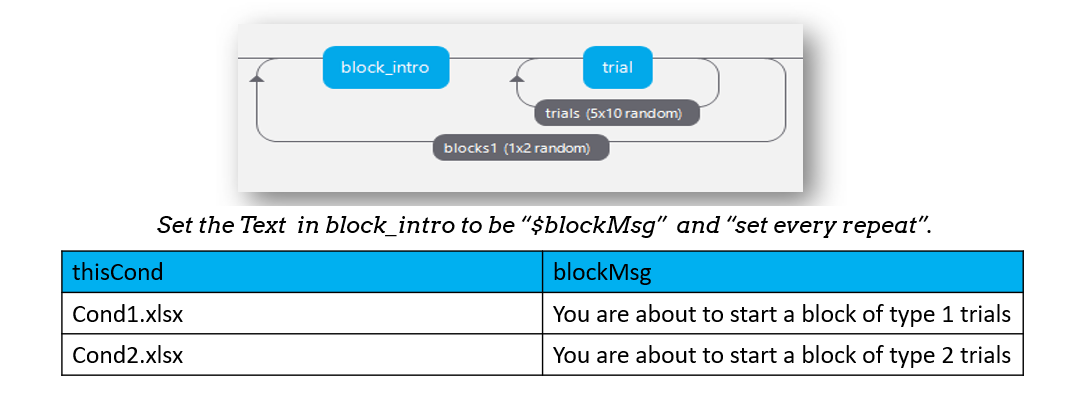 block_intro
trial
trials (5x10 random)
blocks1 (1x2 random)
Set the Text in block_intro to be “$blockMsg” and “set every repeat”.
thisCond blockMsg
Cond1.xlsx You are about to start a block of type 1 trials
Cond2.xlsx You are about to start a block of type 2 trials